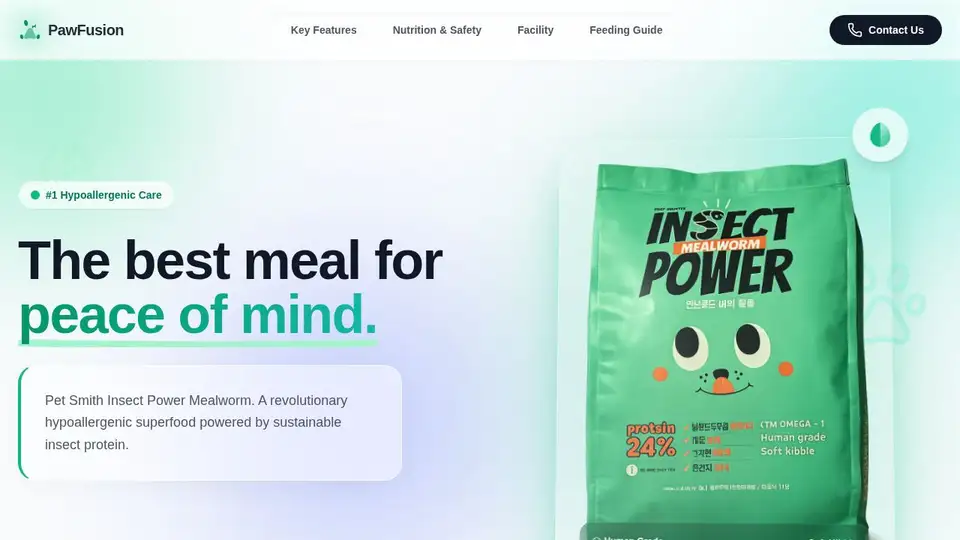 PawFusion
Key Features
Nutrition & Safety
Facility
Feeding Guide
Contact Us
#1 Hypoallergenic Care
The best meal for
peace of mind.
Pet Smith Insect Power Mealworm. A revolutionary
hypoallergenic superfood powered by sustainable
insect protein.
INSECT
MEALWORM
POWER
protein
24%
Human grade
Soft kibble
Human Grade